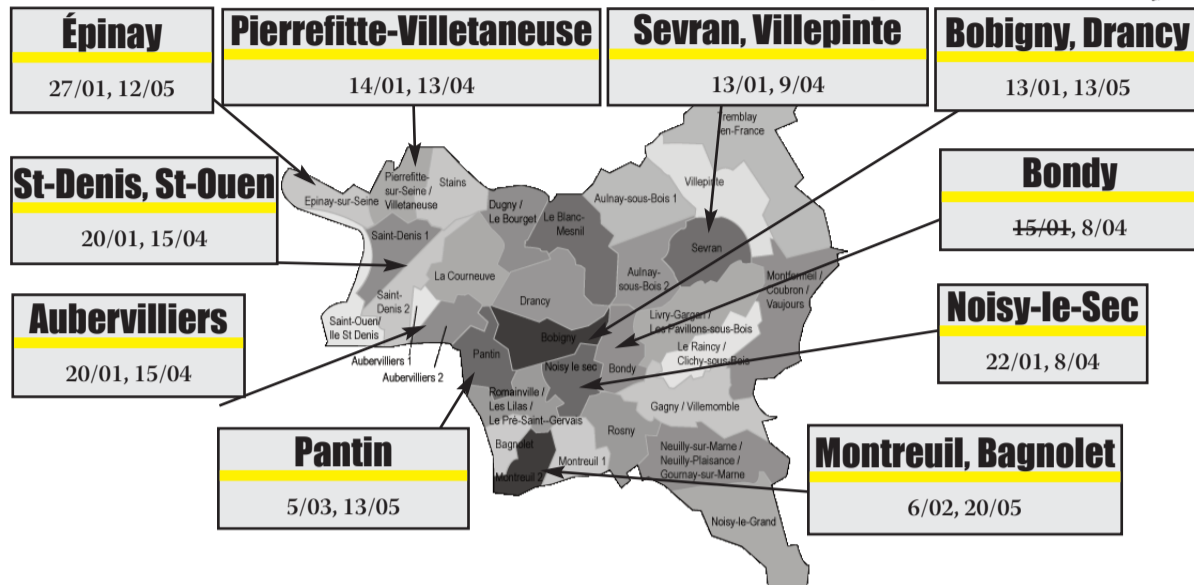 Épinay
27/01, 12/05
Pierrefitte-Villetaneuse
14/01, 13/04
Sevran, Villepinte
13/01, 9/04
Bobigny, Drancy
13/01, 13/05
St-Denis, St-Ouen
20/01, 15/04
Bondy
15/01, 8/04
Aubervilliers
20/01, 15/04
Noisy-le-Sec
22/01, 8/04
Pantin
5/03, 13/05
Montreuil, Bagnolet
6/02, 20/05
Tremblay
en-France
Villepinte
Epinay-sur-Seine
Pierrefitte-
sur-Seine /
Villetaneuse
Stains
Dugny /
Le Bourget
Le Blanc-
Mesnil
Aulnay-sous-Bois 1
Sevran
Saint-Denis 1
La Courneuve
Aulnay-
sous-Bois 2
Montfermeil /
Coubron /
Vaujours
Drancy
Saint-
Denis 2
Saint-Ouen/
Ile St Denis
Livry-Gargan /
Les Pavillons-sous-Bois
Le Raincy /
Clichy-sous-Bois
Bobigny
Aubervilliers 1
Aubervilliers 2
Pantin
Noisy le sec
Bondy
Romainville /
Les Lilas /
Le Pré-Saint--Gervais
Gagny / Villemomble
Bagnolet
Rosny
Montreuil 1
Montreuil 2
Neuilly-sur-Marne /
Neuilly-Plaisance /
Gournay-sur-Marne
Noisy-le-Grand